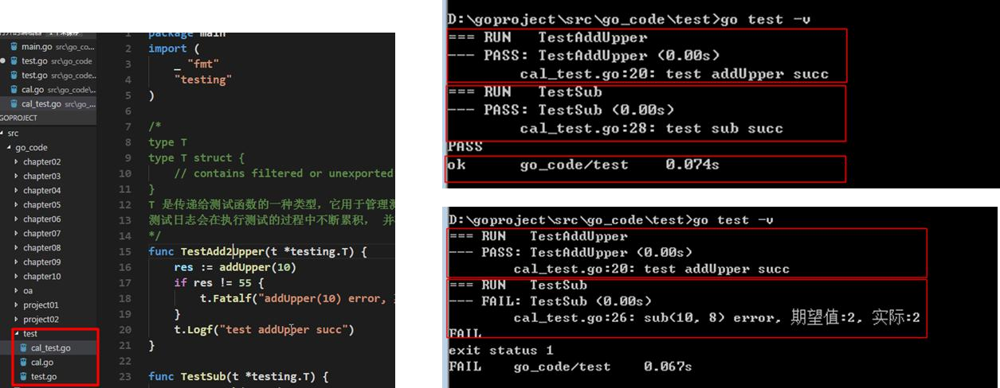 main.go src\go_co...
test.go src\go_code
test.go src\go_code...
cal.go src\go_code\...
cal_test.go src\go_...
GOPROJECT
src
go_code
chapter02
chapter03
chapter04
chapter05
chapter06
chapter07
chapter08
chapter09
chapter10
oa
project01
project02
test
cal_test.go
cal.go
test.go
1 package main
2 import (
3 _ "fmt"
4 "testing"
5 )
6
7 /*
8 type T
9 type T struct {
10 // contains filtered or unexported
11 }
12 T 是传递给测试函数的一种类型，它用于管理
13 测试日志会在执行测试的过程中不断累积， 并
14 */
15 func TestAdd2Upper(t *testing.T) {
16 res := addUpper(10)
17 if res != 55 {
18 t.Fatalf("addUpper(10) error,
19 }
20 t.Logf("test addUpper succ")
21 }
22
23 func TestSub(t *testing.T) {
D:\goproject\src\go_code\test>go test -v
=== RUN TestAddUpper
--- PASS: TestAddUpper (0.00s)
cal_test.go:20: test addUpper succ
=== RUN TestSub
--- PASS: TestSub (0.00s)
cal_test.go:28: test sub succ
PASS
ok go_code/test 0.074s
D:\goproject\src\go_code\test>go test -v
=== RUN TestAddUpper
--- PASS: TestAddUpper (0.00s)
cal_test.go:20: test addUpper succ
=== RUN TestSub
--- FAIL: TestSub (0.00s)
cal_test.go:26: sub(10, 8) error, 期望值:2, 实际:2
FAIL
exit status 1
FAIL go_code/test 0.067s